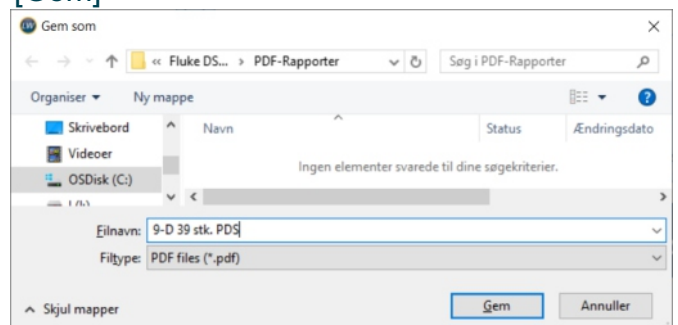 [Gem]
Gem som
« Fluke DS... › PDF-Rapporter
Søg i PDF-Rapporter
Organiser
Ny mappe
Skrivebord
Videoer
OSDisk (C:)
Navn
Status
Ændringsdato
Ingen elementer svarede til dine søgekriterier.
Filnavn: 9-D 39 stk. PDS
Filtype: PDF files (*.pdf)
Skjul mapper
Gem
Annuller